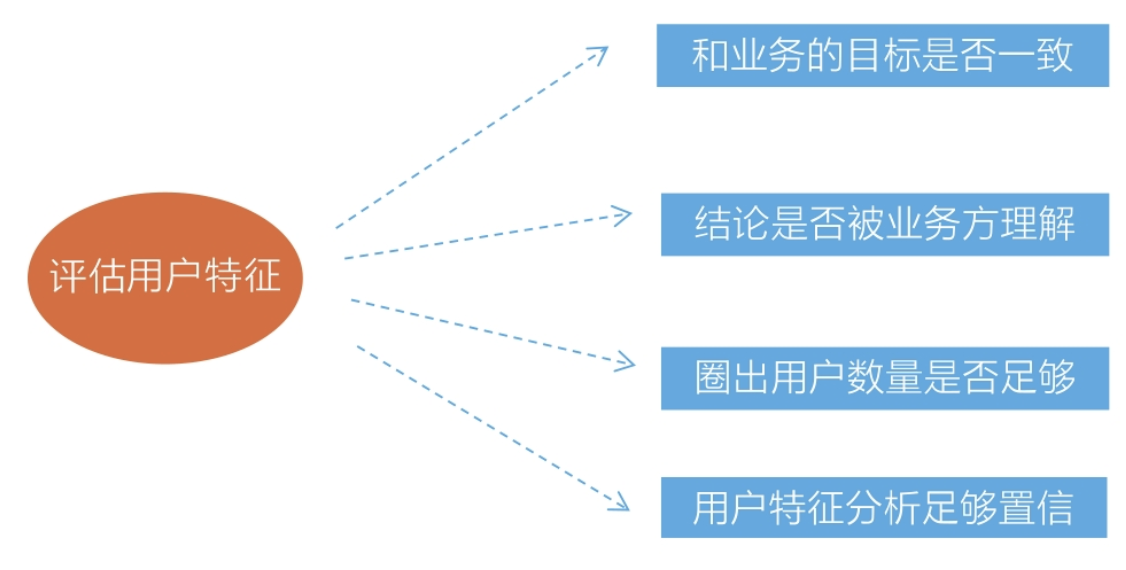 和业务的目标是否一致
结论是否被业务方理解
评估用户特征
圈出用户数量是否足够
用户特征分析足够置信